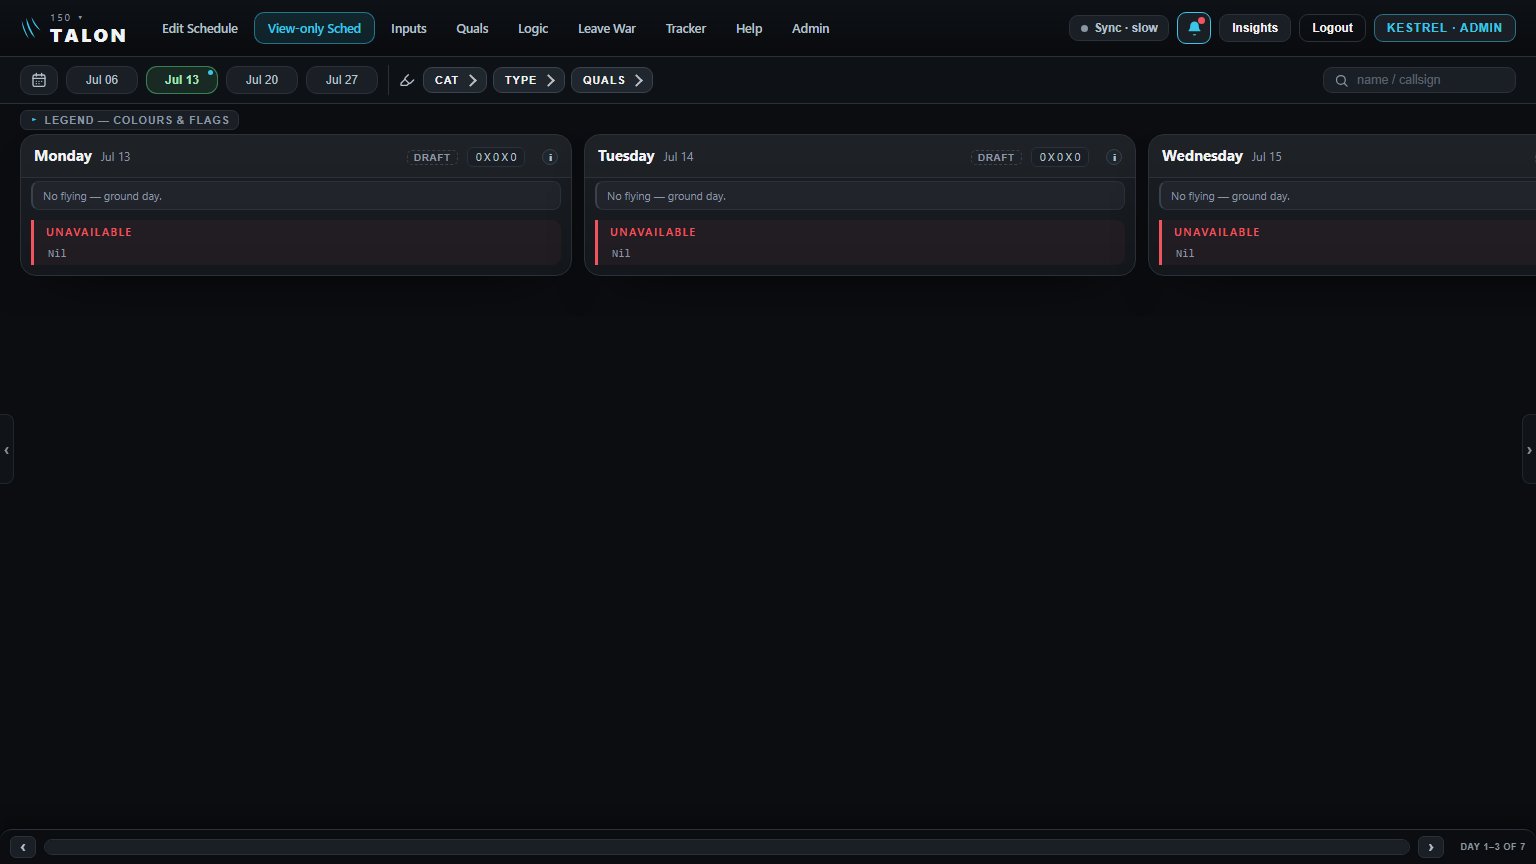 150 ▾
TALON
Edit Schedule
View-only Sched
Inputs
Quals
Logic
Leave War
Tracker
Help
Admin
Sync · slow
Insights
Logout
KESTREL · ADMIN
Jul 06
Jul 13
Jul 20
Jul 27
CAT
TYPE
QUALS
name / callsign
LEGEND — COLOURS & FLAGS
Monday Jul 13
DRAFT
0X0X0
i
No flying — ground day.
UNAVAILABLE
Nil
Tuesday Jul 14
DRAFT
0X0X0
i
No flying — ground day.
UNAVAILABLE
Nil
Wednesday Jul 15
No flying — ground day.
UNAVAILABLE
Nil
DAY 1–3 OF 7